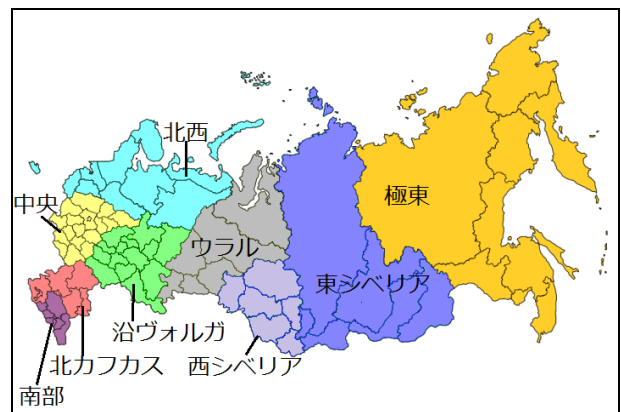 北西
中央
極東
ウラル
東シベリア
沿ヴォルガ
西シベリア
北カフカス
南部